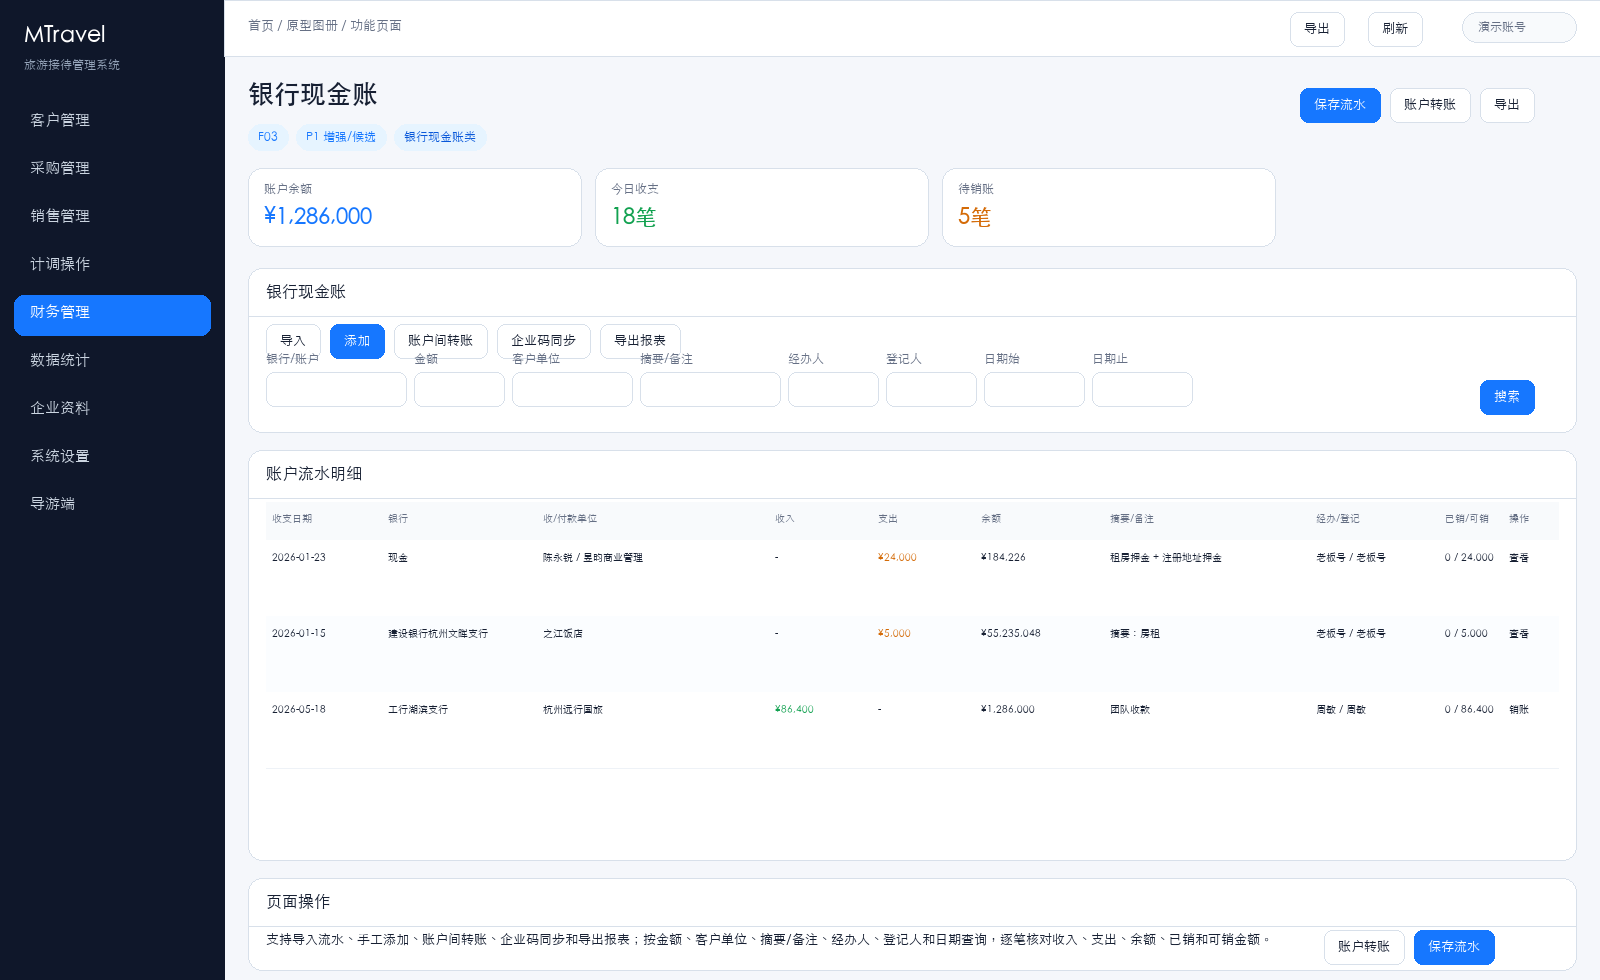 MTravel
旅游接待管理系统
客户管理
采购管理
销售管理
计调操作
财务管理
数据统计
企业资料
系统设置
导游端
首页 / 原型图册 / 功能页面
导出
刷新
演示账号
银行现金账
保存流水
账户转账
导出
F03
P1 增强/候选
银行现金账类
账户余额
¥1,286,000
今日收支
18笔
待销账
5笔
银行现金账
导入
添加
账户间转账
企业码同步
导出报表
银行/账户
金额
客户单位
摘要/备注
经办人
登记人
日期始
日期止
搜索
账户流水明细
收支日期 银行 收/付款单位 收入 支出 余额 摘要/备注 经办/登记 已销/可销 操作
2026-01-23 现金 陈永锐 / 昱昀商业管理 - ¥24,000 ¥184,226 租房押金 + 注册地址押金 老板号 / 老板号 0 / 24,000 查看
2026-01-15 建设银行杭州文晖支行 之江饭店 - ¥5,000 ¥55,235,048 摘要：房租 老板号 / 老板号 0 / 5,000 查看
2026-05-18 工行湖滨支行 杭州远行国旅 ¥86,400 - ¥1,286,000 团队收款 周敏 / 周敏 0 / 86,400 销账
页面操作
支持导入流水、手工添加、账户间转账、企业码同步和导出报表；按金额、客户单位、摘要/备注、经办人、登记人和日期查询，逐笔核对收入、支出、余额、已销和可销金额。
账户转账
保存流水